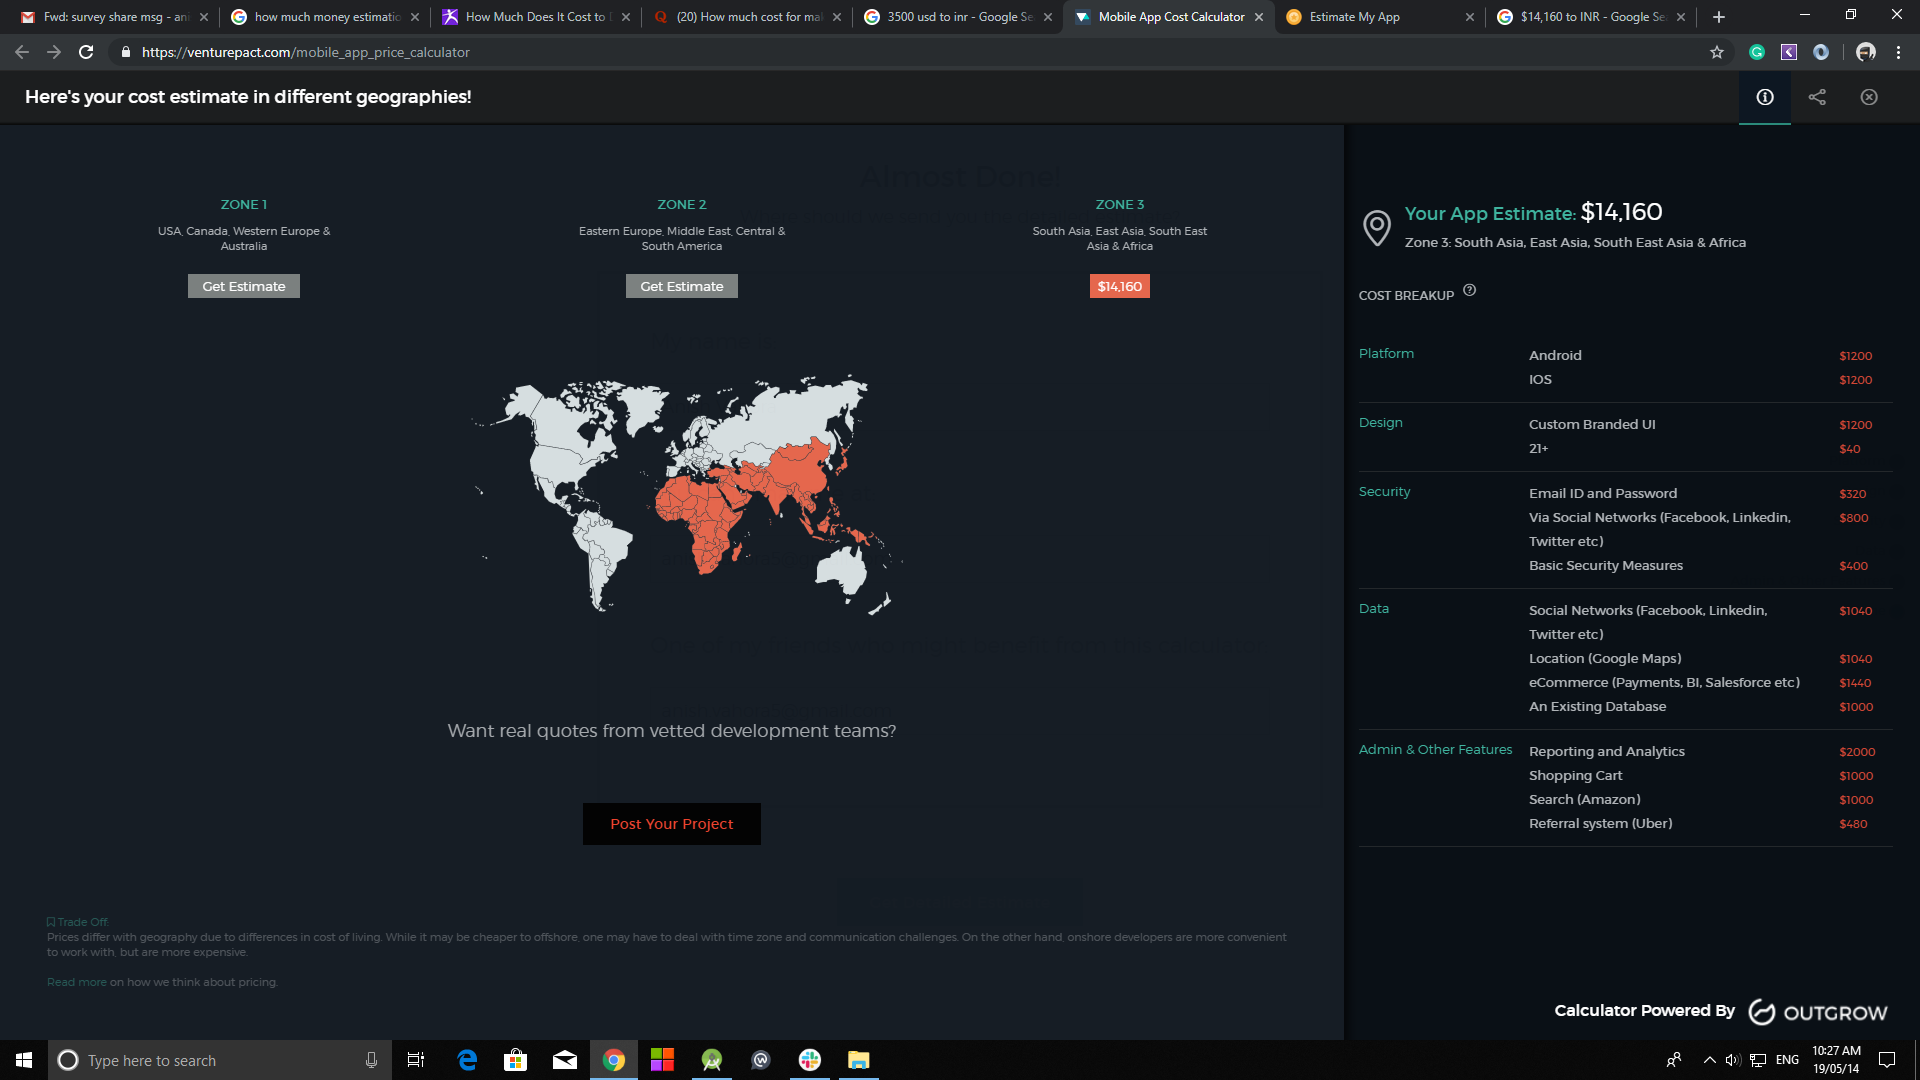 Fwd: survey share msg - an
how much money estimatio
How Much Does It Cost to
(20) How much cost for ma
3500 usd to inr - Google Se
Mobile App Cost Calculator
Estimate My App
$14,160 to INR - Google Se
https://venturepact.com/mobile_app_price_calculator
Here's your cost estimate in different geographies!
Almost Done!
ZONE 1
USA, Canada, Western Europe &
Australia
Get Estimate
ZONE 2
Eastern Europe, Middle East, Central &
South America
Get Estimate
ZONE 3
South Asia, East Asia, South East
Asia & Africa
$14,160
Want real quotes from vetted development teams?
Post Your Project
Trade Off:
Prices differ with geography due to differences in cost of living. While it may be cheaper to offshore, one may have to deal with time zone and communication challenges. On the other hand, onshore developers are more convenient
to work with, but are more expensive.
Read more on how we think about pricing.
Your App Estimate: $14,160
Zone 3: South Asia, East Asia, South East Asia & Africa
COST BREAKUP
Platform Android $1200
IOS $1200
Design Custom Branded UI $1200
21+ $40
Security Email ID and Password $320
Via Social Networks (Facebook, Linkedin, $800
Twitter etc)
Basic Security Measures $400
Data Social Networks (Facebook, Linkedin, $1040
Twitter etc)
Location (Google Maps) $1040
eCommerce (Payments, BI, Salesforce etc) $1440
An Existing Database $1000
Admin & Other Features Reporting and Analytics $2000
Shopping Cart $1000
Search (Amazon) $1000
Referral system (Uber) $480
Calculator Powered By OUTGROW
Type here to search
ENG
10:27 AM
19/05/14